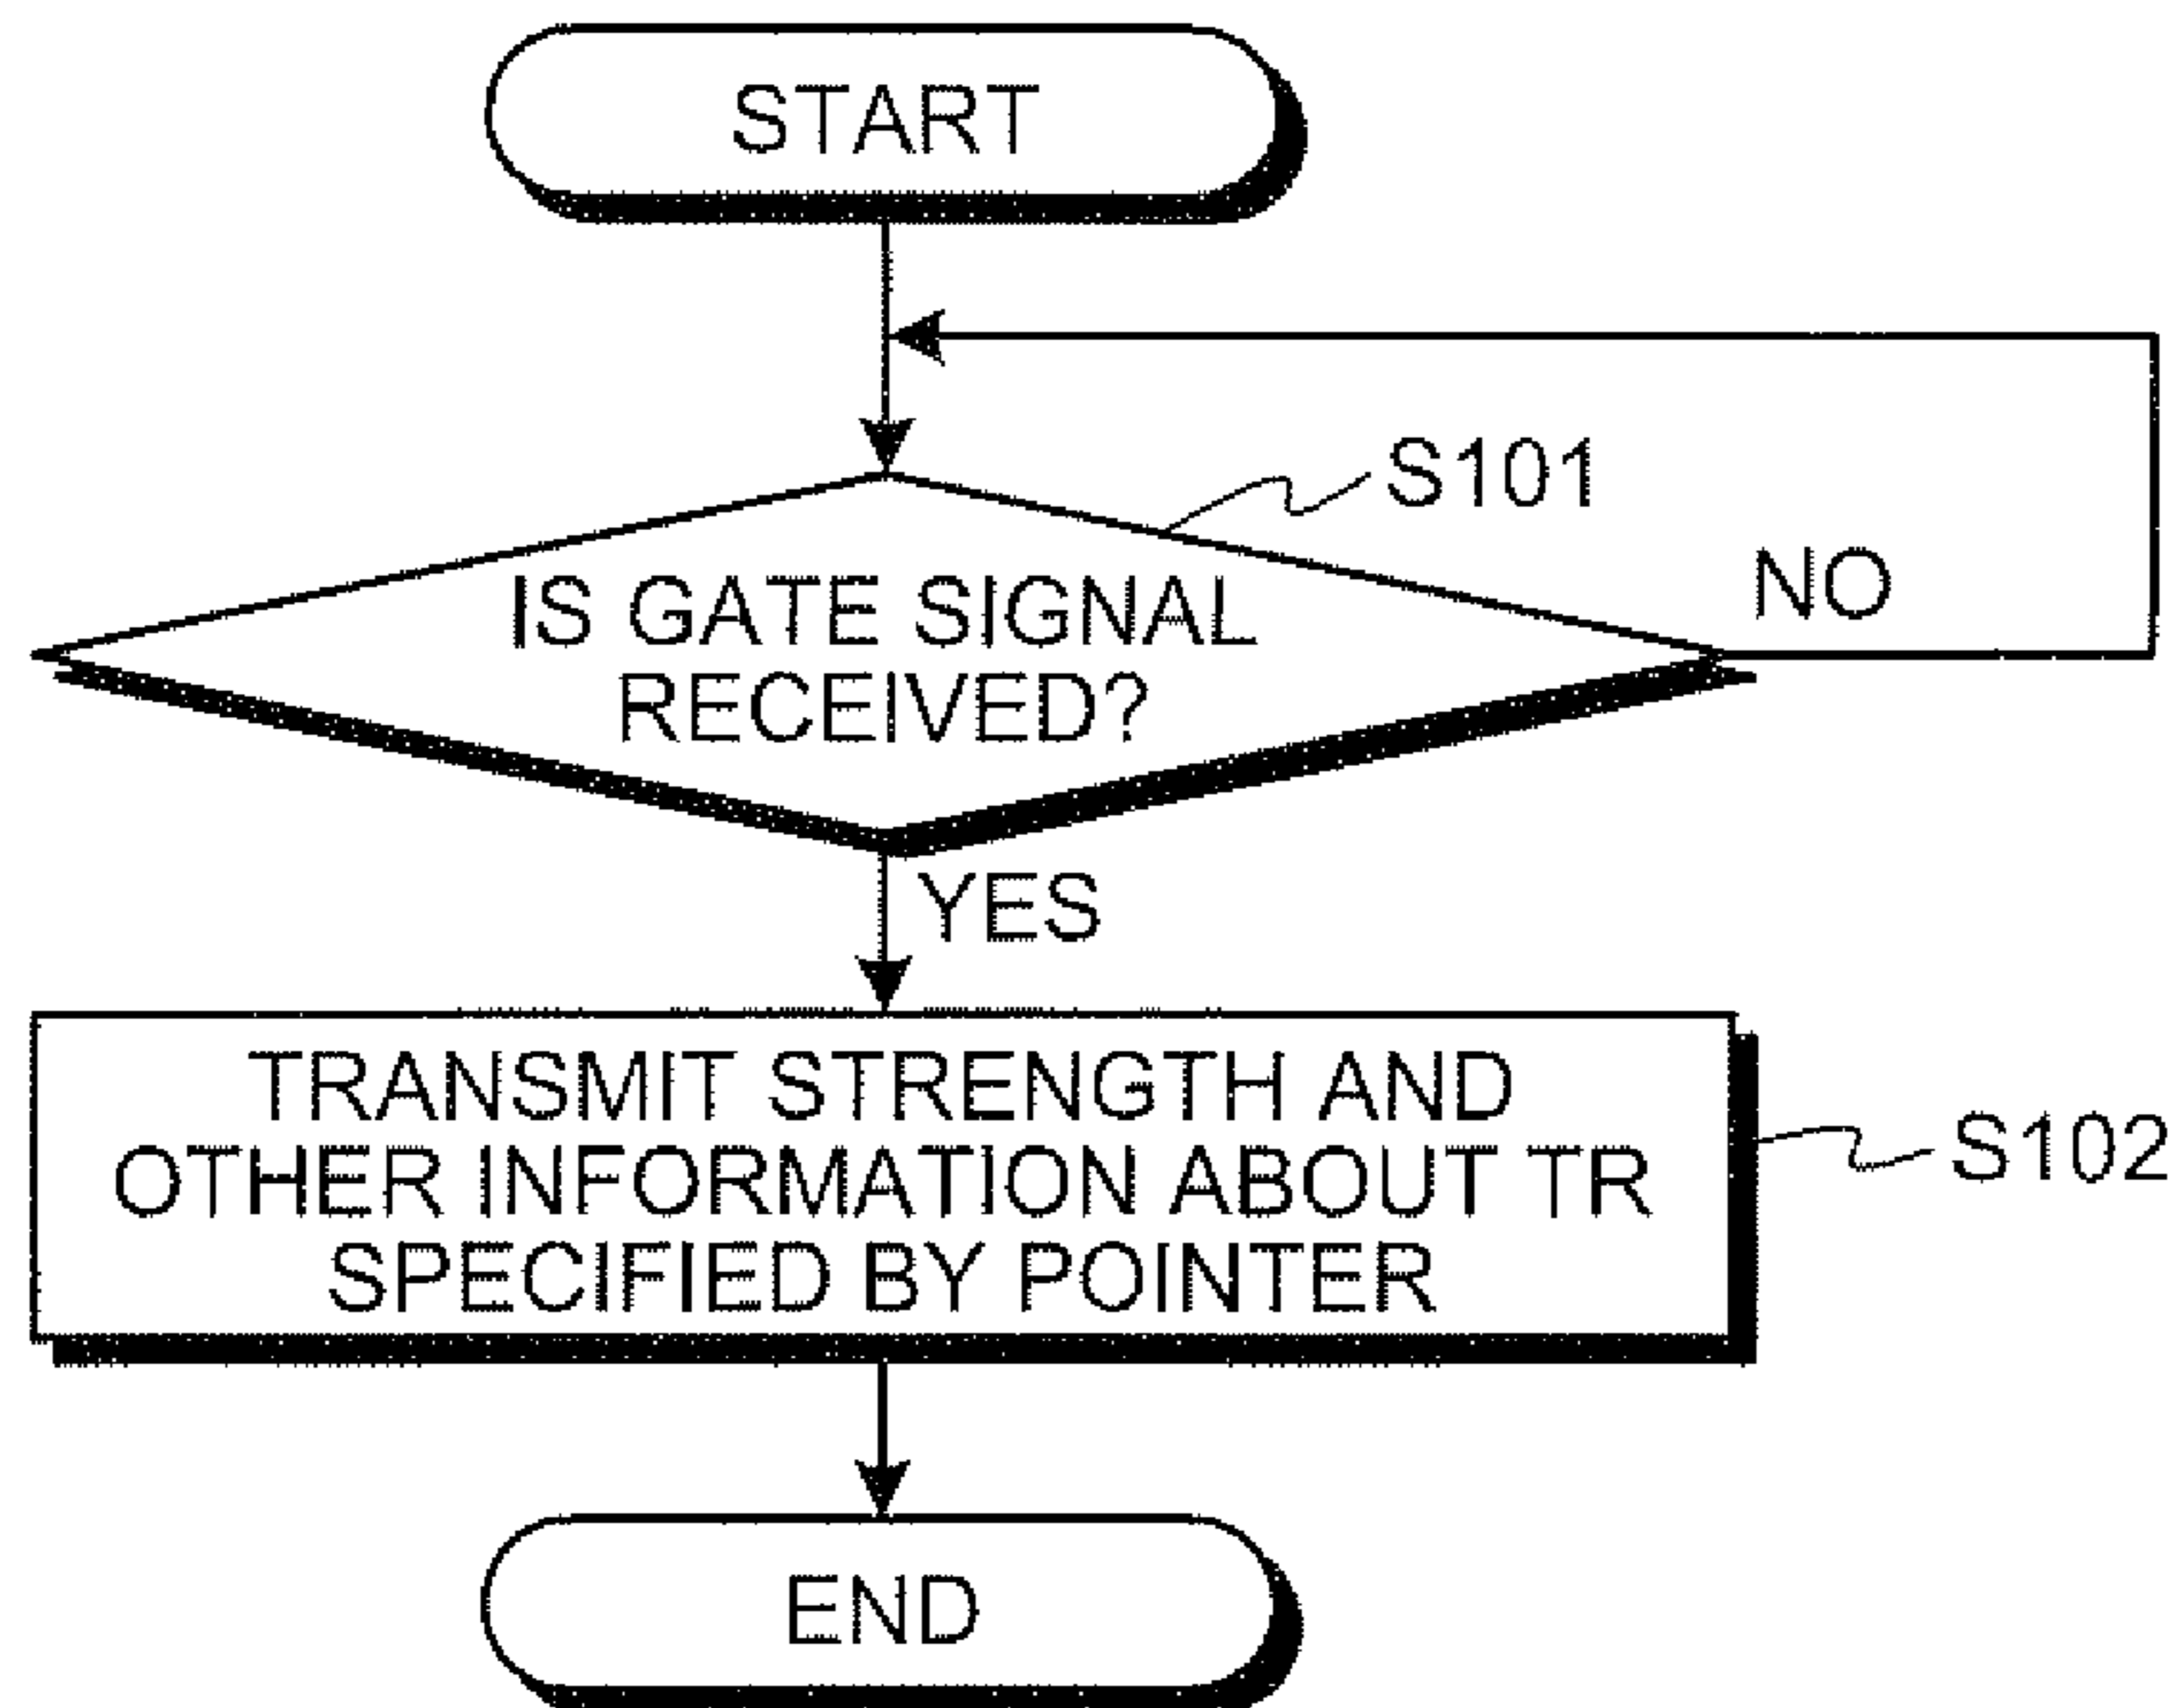 START
S101
IS GATE SIGNAL
RECEIVED?
NO
YES
TRANSMIT STRENGTH AND
OTHER INFORMATION ABOUT TR
SPECIFIED BY POINTER
S102
END